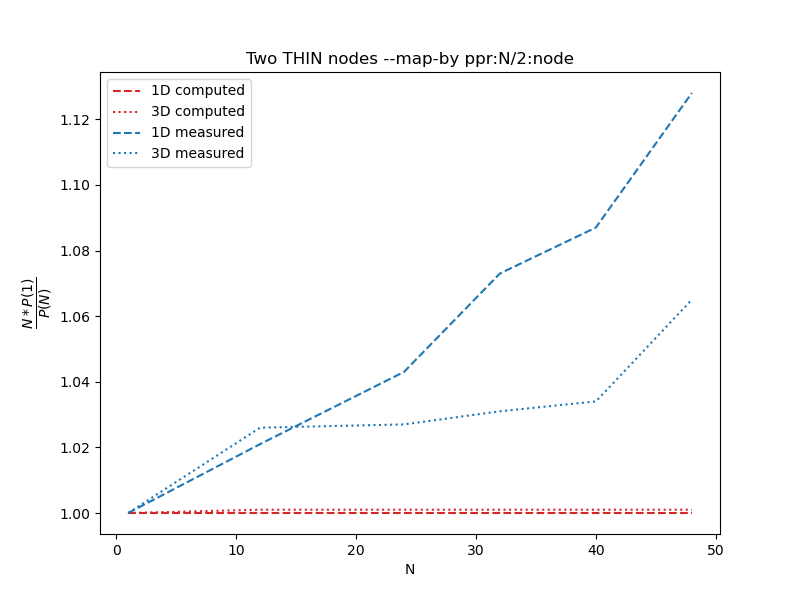 Two THIN nodes --map-by ppr:N/2:node
1D computed
3D computed
1D measured
3D measured
N * P(1)
P(N)
1.12
1.10
1.08
1.06
1.04
1.02
1.00
0 10 20 30 40 50
N